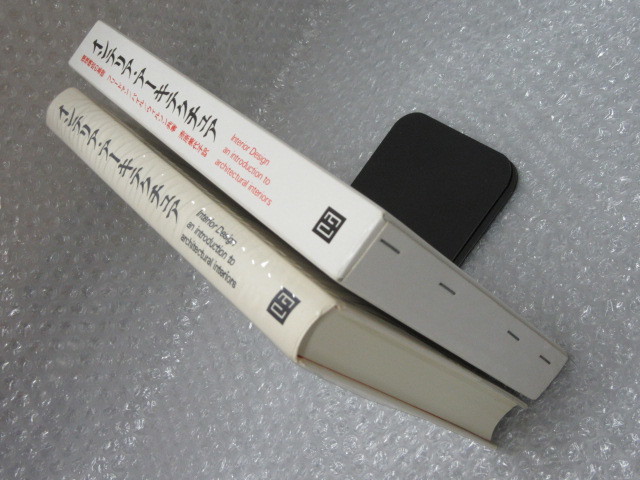 インテリア・アーキテクチュア
Interior Design
an introduction to
architectural interiors
インテリア・アーキテクチュア
Interior Design
an introduction to
architectural interiors